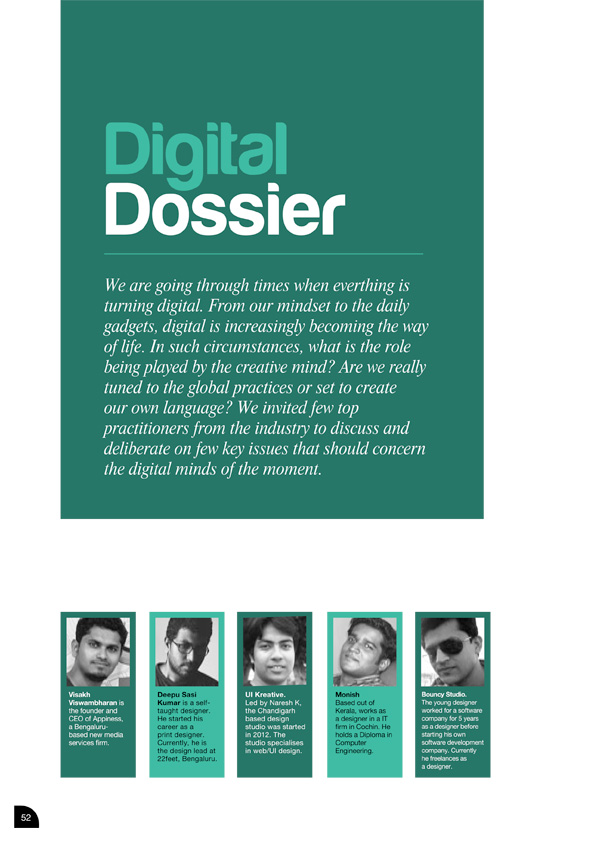 Digital
Dossier
We are going through times when everthing is
turning digital. From our mindset to the daily
gadgets, digital is increasingly becoming the way
of life. In such circumstances, what is the role
being played by the creative mind? Are we really
tuned to the global practices or set to create
our own language? We invited few top
practitioners from the industry to discuss and
deliberate on few key issues that should concern
the digital minds of the moment.
Visakh
Viswambharan is
the founder and
CEO of Appiness,
a Bengaluru-
based new media
services firm.
Deepu Sasi
Kumar is a self-
taught designer.
He started his
career as a
print designer.
Currently, he is
the design lead at
22feet, Bengaluru.
UI Kreative.
Led by Naresh K,
the Chandigarh
based design
studio was started
in 2012. The
studio specialises
in web/UI design.
Monish
Based out of
Kerala, works as
a designer in a IT
firm in Cochin. He
holds a Diploma in
Computer
Engineering.
Bouncy Studio.
The young designer
worked for a software
company for 5 years
as a designer before
starting his own
software development
company. Currently
he freelances as
a designer.
52